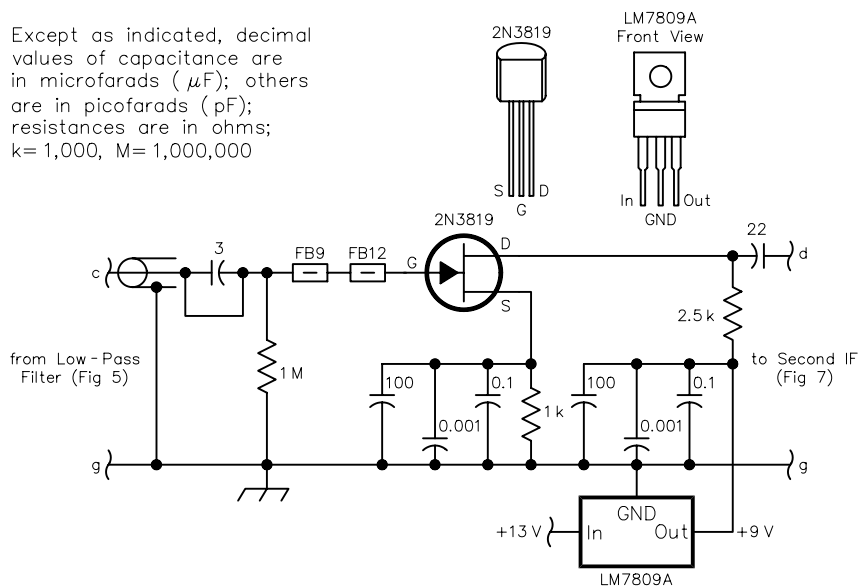 Except as indicated, decimal
values of capacitance are
in microfarads ( µF); others
are in picofarads ( pF);
resistances are in ohms;
k= 1,000, M= 1,000,000
2N3819
S
G
D
LM7809A
Front View
In
GND
Out
2N3819
c
3
FB9
FB12
G
D
S
22
d
2.5 k
from Low-Pass
Filter (Fig 5)
1 M
100
0.001
0.1
1 k
100
0.001
0.1
to Second IF
(Fig 7)
g
g
+13 V
In
GND
Out
+9 V
LM7809A